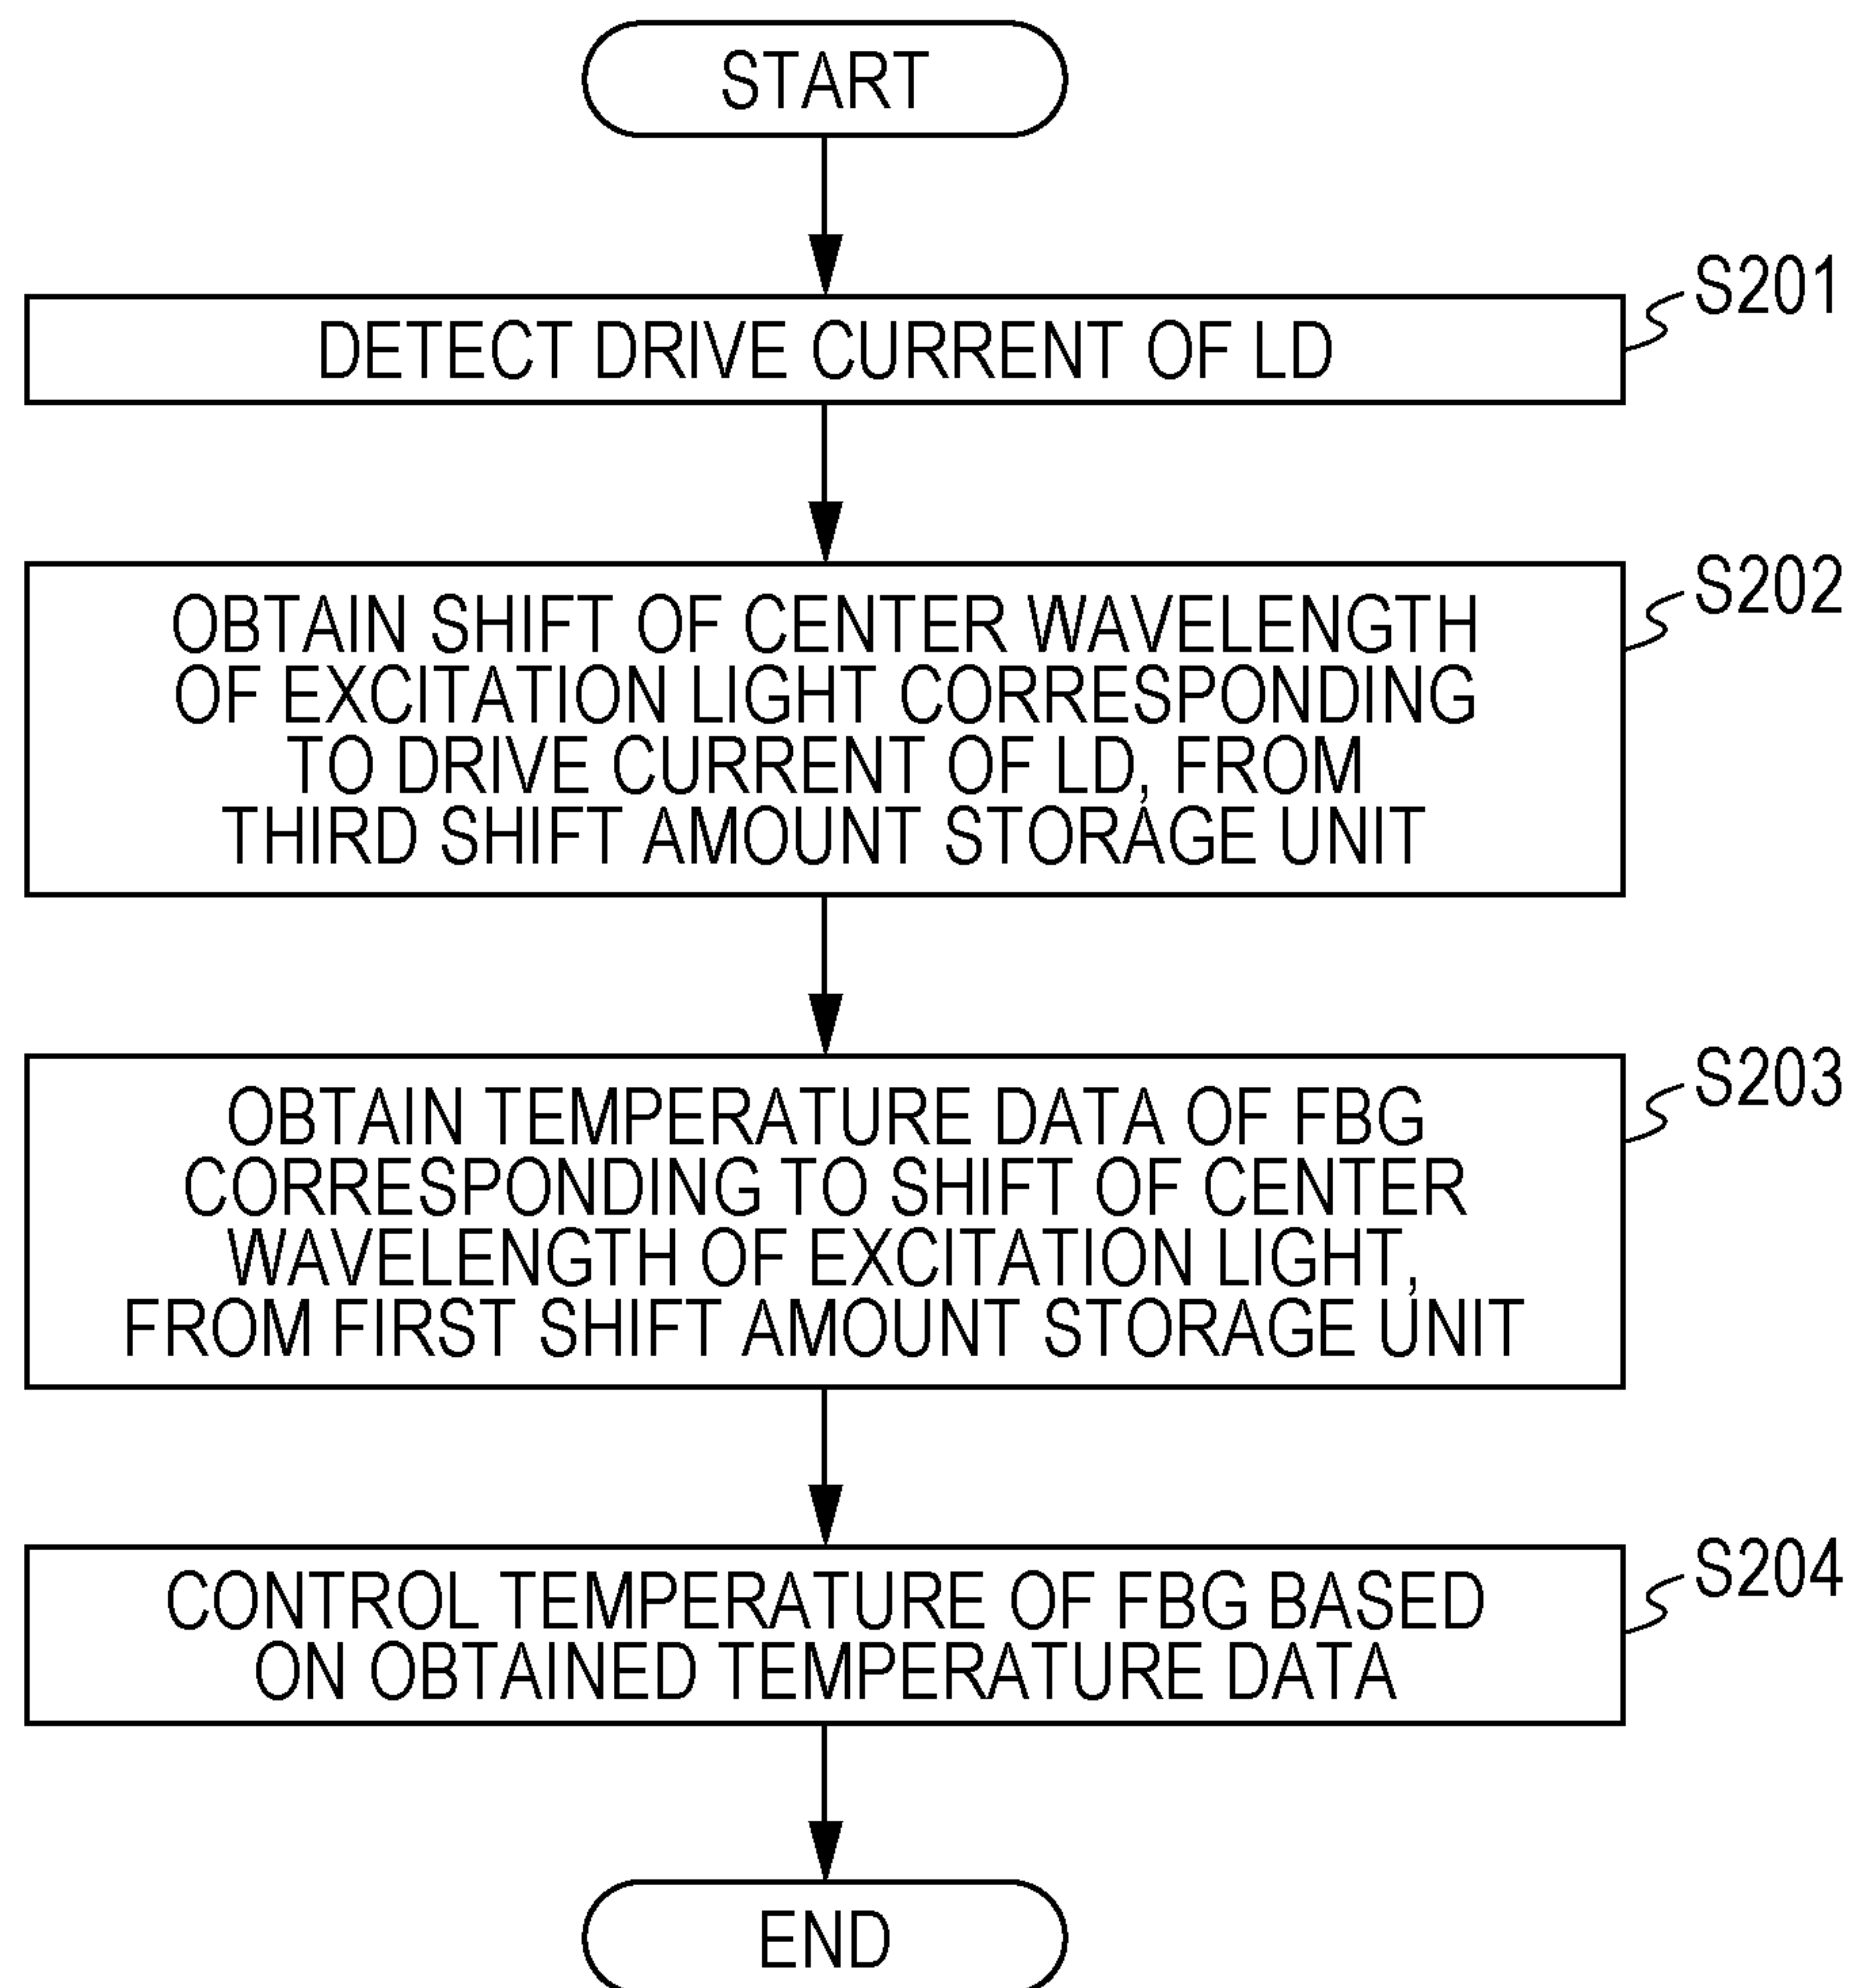 START
S201
DETECT DRIVE CURRENT OF LD
S202
OBTAIN SHIFT OF CENTER WAVELENGTH
OF EXCITATION LIGHT CORRESPONDING
TO DRIVE CURRENT OF LD, FROM
THIRD SHIFT AMOUNT STORAGE UNIT
S203
OBTAIN TEMPERATURE DATA OF FBG
CORRESPONDING TO SHIFT OF CENTER
WAVELENGTH OF EXCITATION LIGHT,
FROM FIRST SHIFT AMOUNT STORAGE UNIT
S204
CONTROL TEMPERATURE OF FBG BASED
ON OBTAINED TEMPERATURE DATA
END